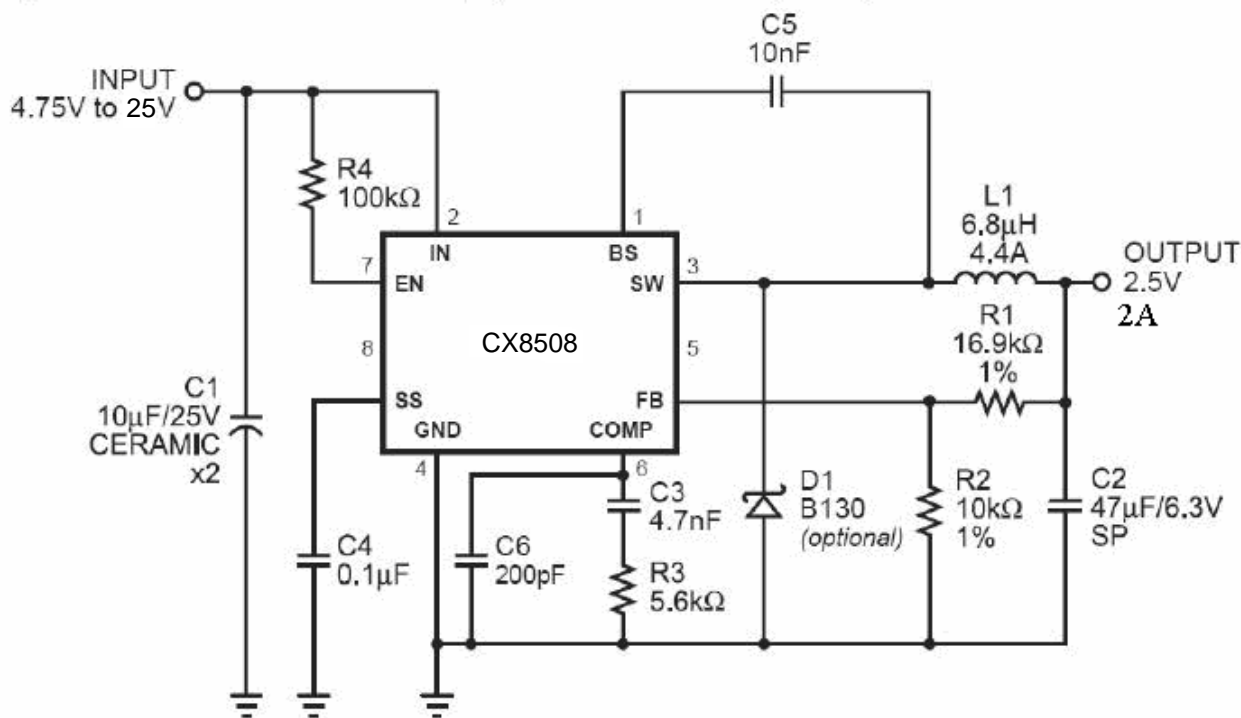 C5
10nF
INPUT
4.75V to 25V
R4
100kΩ
2
1
L1
6.8µH
4.4A
IN
BS
OUTPUT
2.5V
2A
7
EN
SW
3
R1
16.9kΩ
1%
8
CX8508
5
C1
10µF/25V
CERAMIC
x2
SS
FB
GND
COMP
4
6
C3
4.7nF
D1
B130
(optional)
R2
10kΩ
1%
C2
47µF/6.3V
SP
C4
0.1µF
C6
200pF
R3
5.6kΩ